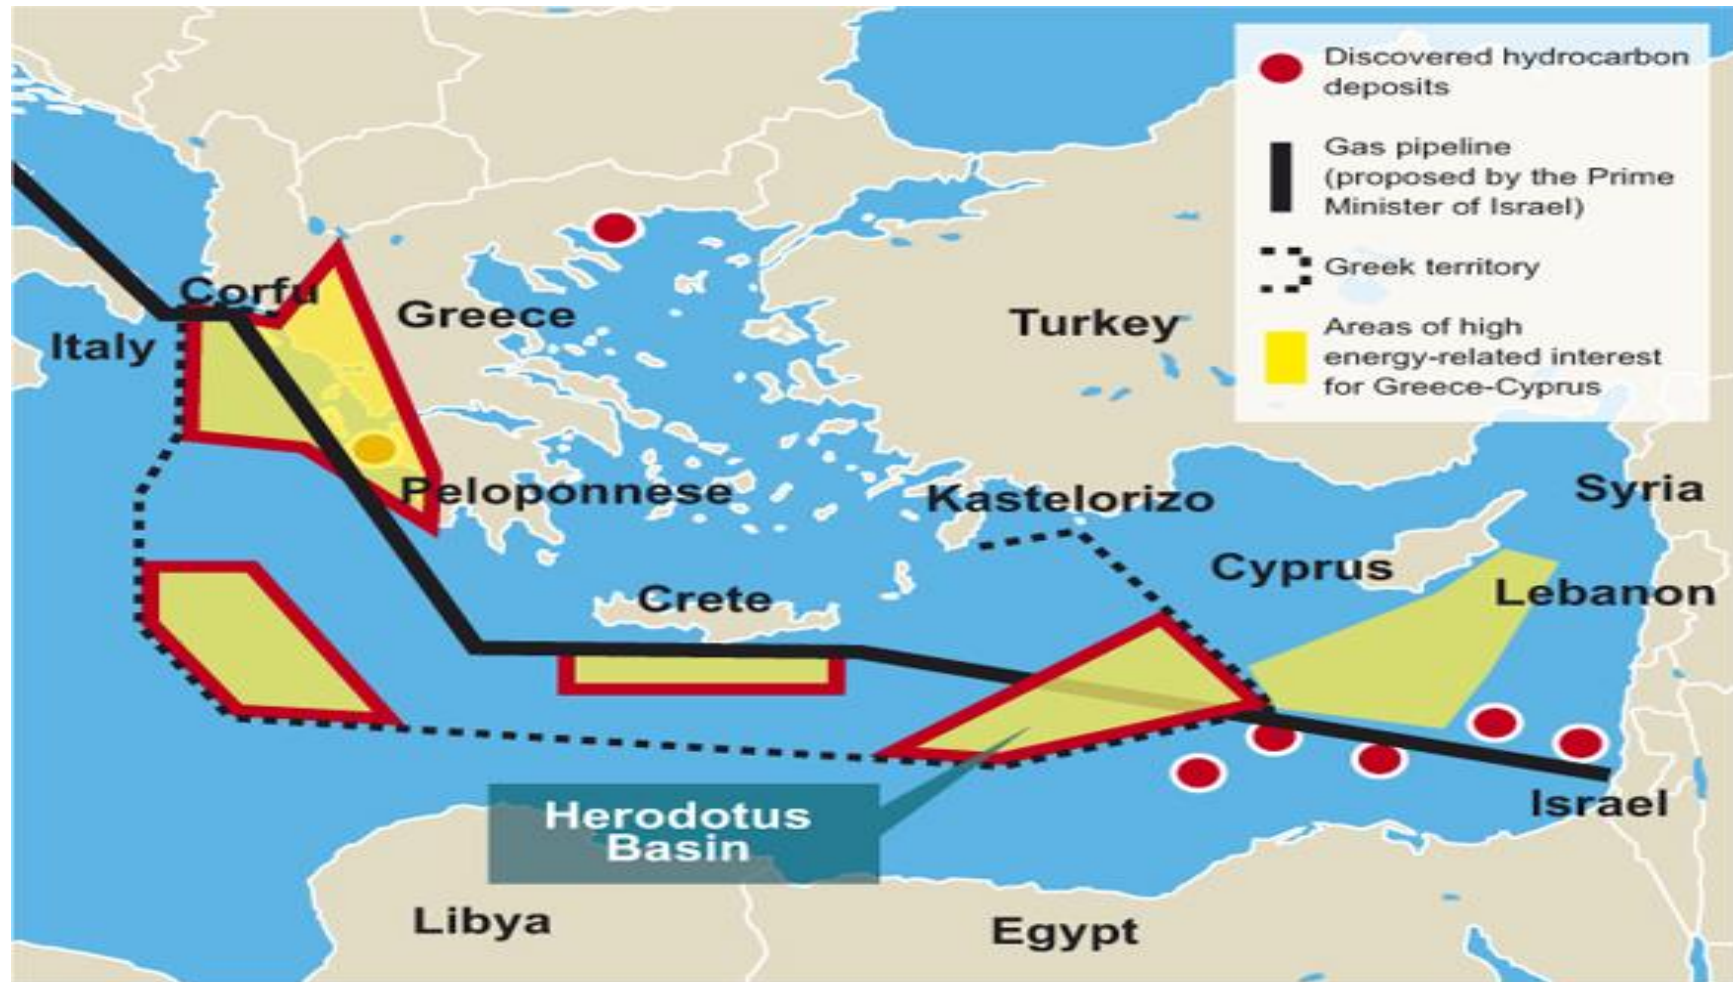 Discovered hydrocarbon
deposits
Gas pipeline
(proposed by the Prime
Minister of Israel)
Greek territory
Areas of high
energy-related interest
for Greece-Cyprus
Corfu
Greece
Italy
Turkey
Peloponnese
Kastelorizo
Syria
Cyprus
Crete
Lebanon
Herodotus
Basin
Israel
Libya
Egypt